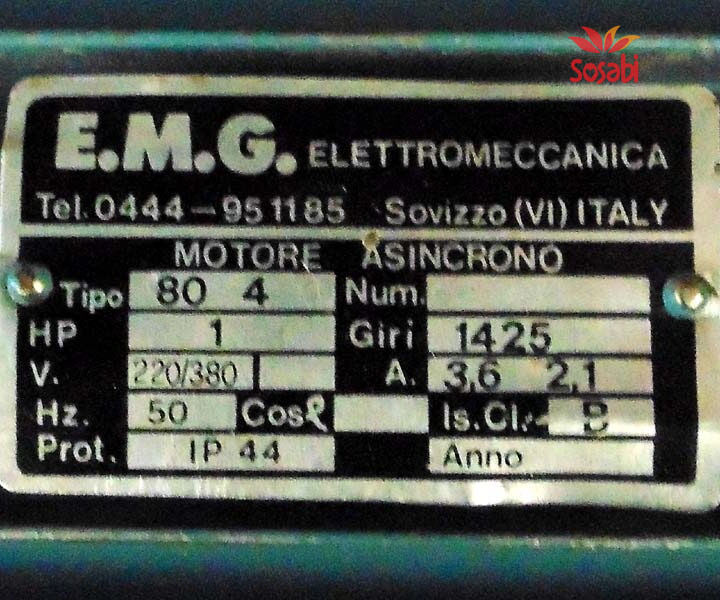 Sosabi
E.M.G. ELETTROMECCANICA
Tel. 0444-951185 Sovizzo (VI) ITALY
MOTORE ASINCRONO
Tipo 80 4 Num.
HP 1 Giri 1425
V. 220/380 A. 3,6 2,1
Hz. 50 Cosφ Is.Cl. B
Prot. IP 44 Anno